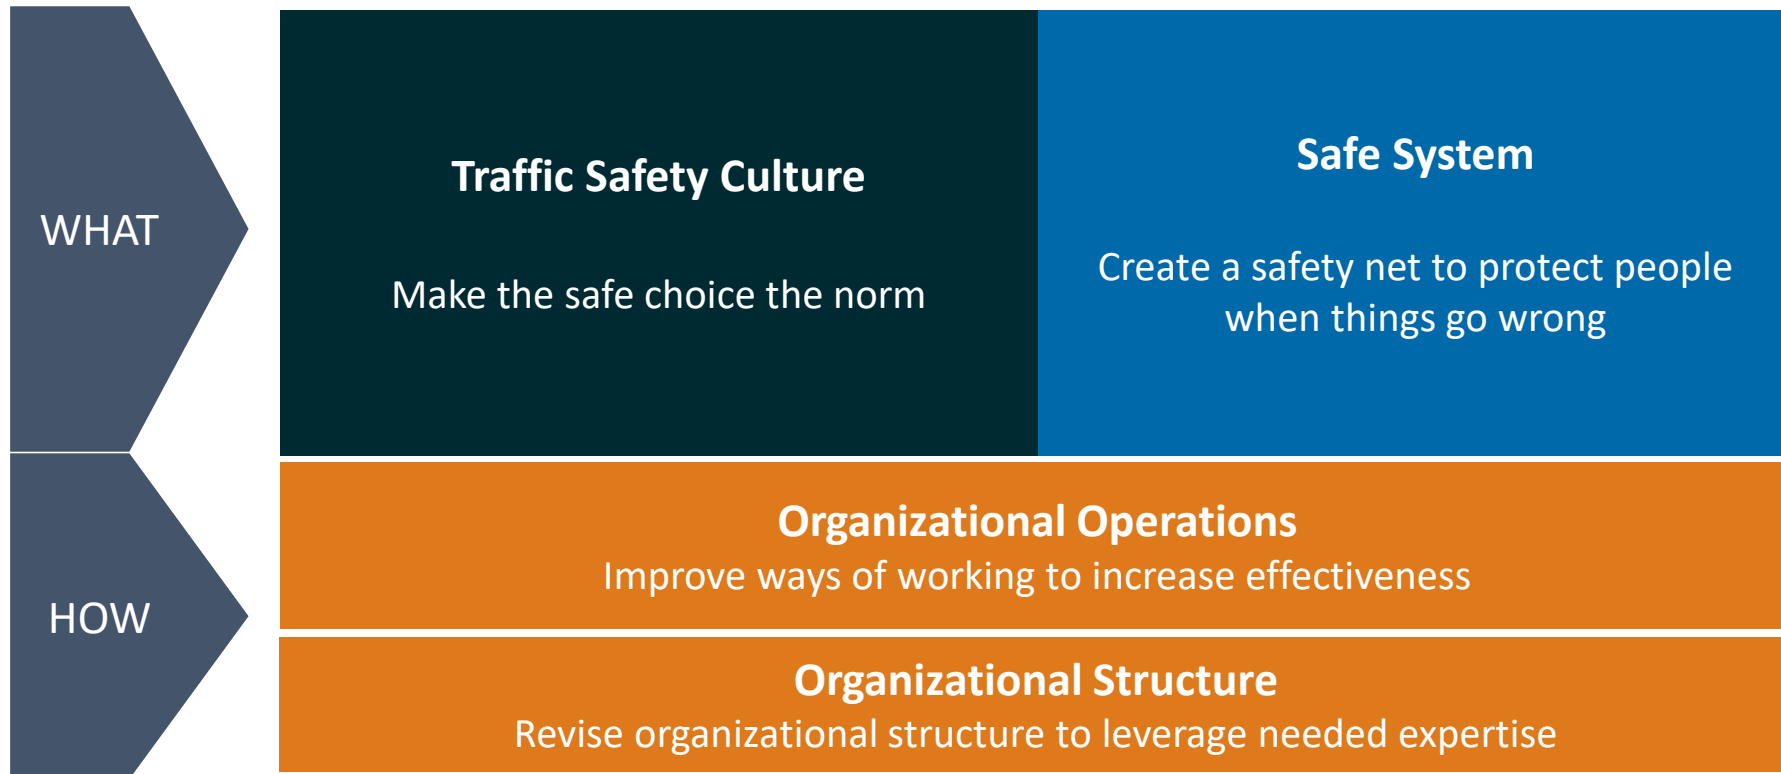 WHAT
Traffic Safety Culture
Make the safe choice the norm
Safe System
Create a safety net to protect people
when things go wrong
HOW
Organizational Operations
Improve ways of working to increase effectiveness
Organizational Structure
Revise organizational structure to leverage needed expertise